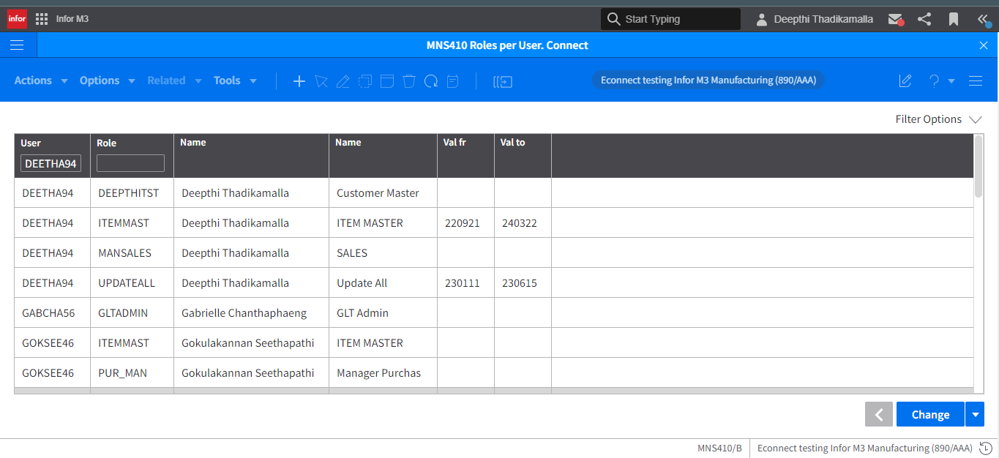 infor Infor M3 Start Typing Deepthi Thadikamalla
MNS410 Roles per User. Connect
Actions Options Related Tools Econnect testing Infor M3 Manufacturing (890/AAA)
Filter Options
User Role Name Name Val fr Val to
DEETHA94
DEETHA94 DEEPTHITST Deepthi Thadikamalla Customer Master
DEETHA94 ITEMMAST Deepthi Thadikamalla ITEM MASTER 220921 240322
DEETHA94 MANSALES Deepthi Thadikamalla SALES
DEETHA94 UPDATEALL Deepthi Thadikamalla Update All 230111 230615
GABCHA56 GLTADMIN Gabrielle Chanthaphaeng GLT Admin
GOKSEE46 ITEMMAST Gokulakannan Seethapathi ITEM MASTER
GOKSEE46 PUR_MAN Gokulakannan Seethapathi Manager Purchas
Change
MNS410/B Econnect testing Infor M3 Manufacturing (890/AAA)